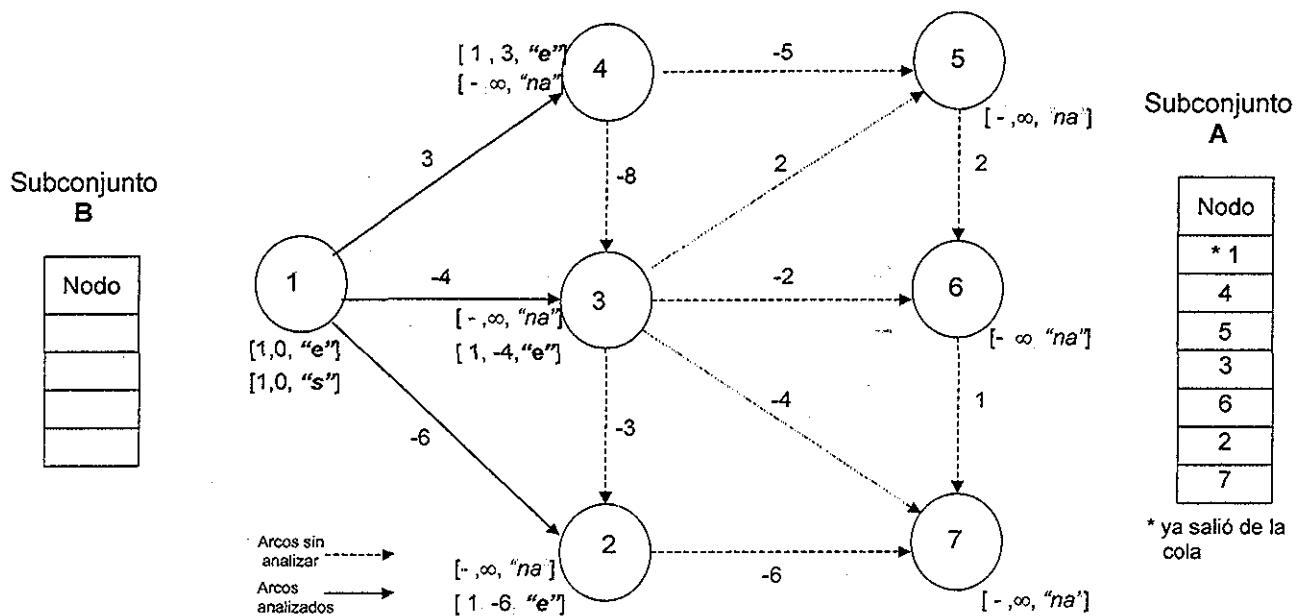 Subconjunto
B
Nodo
[ 1 , 3, "e"]
[ - ∞, "na"]
4
-5
5
[ - ,∞, "na"]
3
-8
2
2
1
-4
[ - ,∞, "na"]
[ 1, -4,"e"]
3
-2
6
[ - ∞ "na"]
[1,0, "e"]
[1,0, "s"]
-6
-3
-4
1
2
[- ,∞, "na"]
[ 1 -6 "e"]
-6
7
[ - ,∞, "na"]
Arcos sin
analizar
Arcos
analizados
Subconjunto
A
Nodo
* 1
4
5
3
6
2
7
* ya salió de la
cola